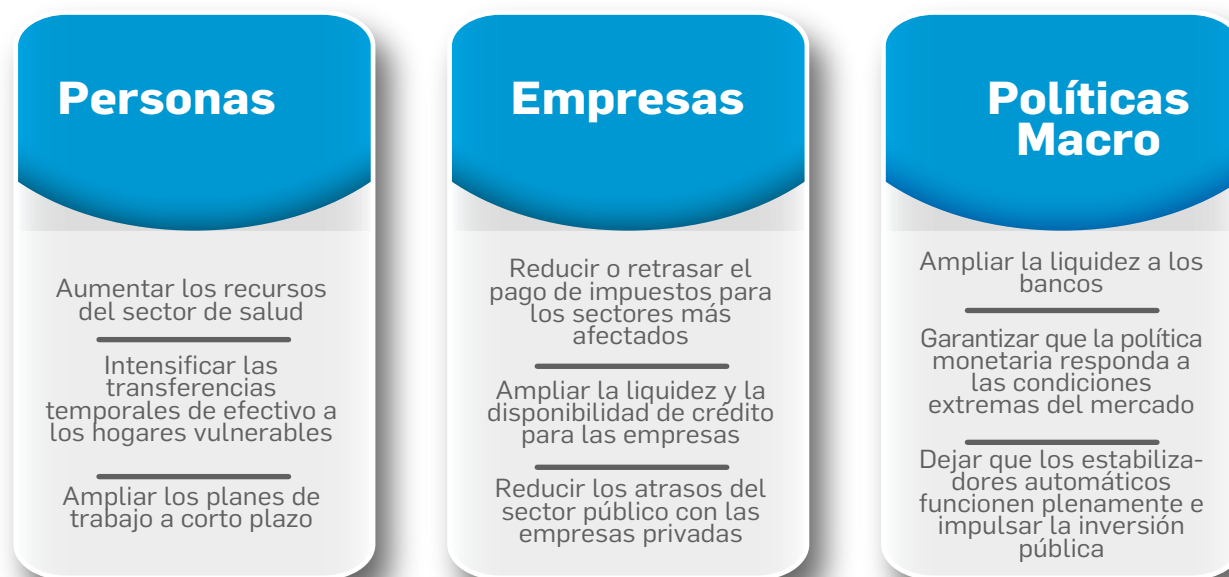 Personas
Aumentar los recursos
del sector de salud
Intensificar las
transferencias
temporales de efectivo a
los hogares vulnerables
Ampliar los planes de
trabajo a corto plazo
Empresas
Reducir o retrasar el
pago de impuestos para
los sectores más
afectados
Ampliar la liquidez y la
disponibilidad de crédito
para las empresas
Reducir los atrasos del
sector público con las
empresas privadas
Políticas
Macro
Ampliar la liquidez a los
bancos
Garantizar que la política
monetaria responda a
las condiciones
extremas del mercado
Dejar que los estabiliza-
dores automáticos
funcionen plenamente e
impulsar la inversión
pública